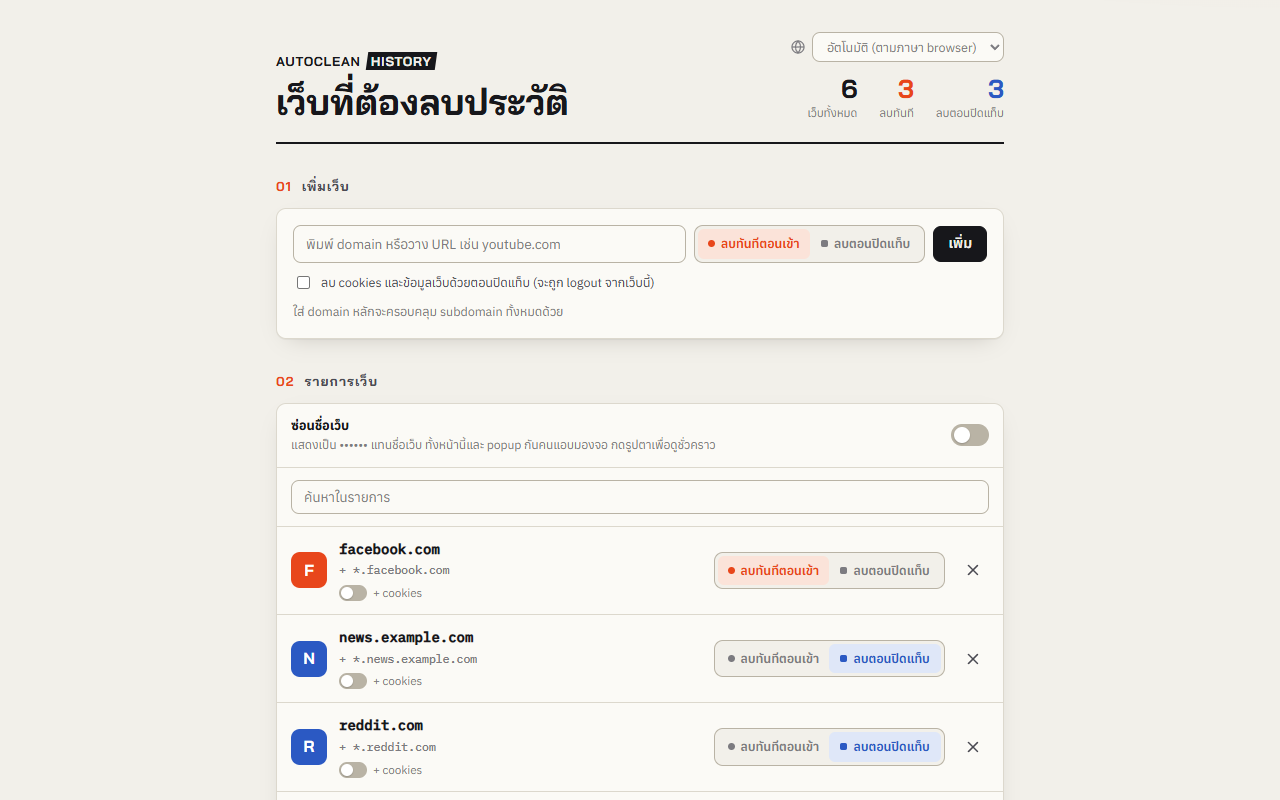 อัตโนมัติ (ตามภาษา browser)
AUTOCLEAN HISTORY
เว็บที่ต้องลบประวัติ
6 3 3
เว็บทั้งหมด ลบทันที ลบตอนปิดแท็บ
01 เพิ่มเว็บ
พิมพ์ domain หรือวาง URL เช่น youtube.com ลบทันทีตอนเข้า ลบตอนปิดแท็บ เพิ่ม
ลบ cookies และข้อมูลเว็บด้วยตอนปิดแท็บ (จะถูก logout จากเว็บนี้)
ใส่ domain หลักจะครอบคลุม subdomain ทั้งหมดด้วย
02 รายการเว็บ
ซ่อนชื่อเว็บ
แสดงเป็น •••••• แทนชื่อเว็บ ทั้งหน้านี้และ popup กันคนแอบมองจอ กดรูปตาเพื่อดูชั่วคราว
ค้นหาในรายการ
facebook.com
F + *.facebook.com ลบทันทีตอนเข้า ลบตอนปิดแท็บ
+ cookies
news.example.com
N + *.news.example.com ลบทันทีตอนเข้า ลบตอนปิดแท็บ
+ cookies
reddit.com
R + *.reddit.com ลบทันทีตอนเข้า ลบตอนปิดแท็บ
+ cookies